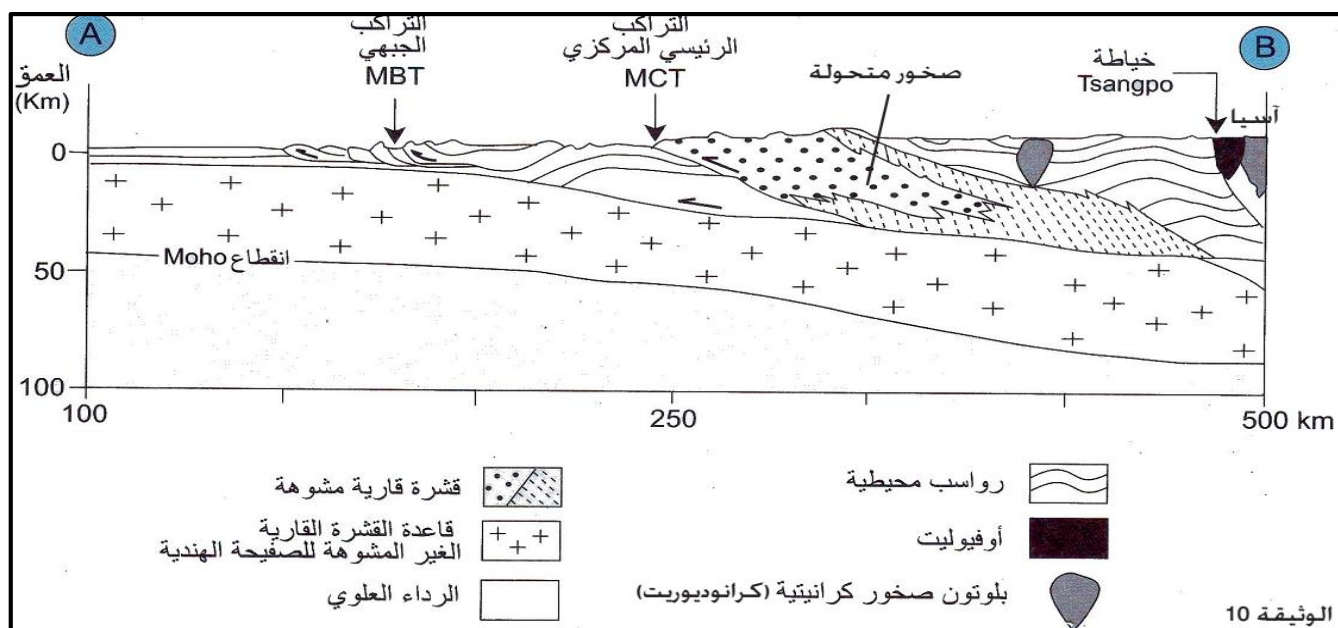 A
التراكب
الجبهي
MBT
التراكب
الرئيسي المركزي
MCT
صخور متحولة
خياطة
Tsangpo
B
آسيا
العمق
(Km)
0
50
100
انقطاع Moho
100
250
500 km
قشرة قارية مشوهة
قاعدة القشرة القارية
الغير المشوهة للصفيحة الهندية
الرداء العلوي
رواسب محيطية
أوفيوليت
بلوتون صخور كرانيتية (كرانوديوريت)
الوثيقة 10